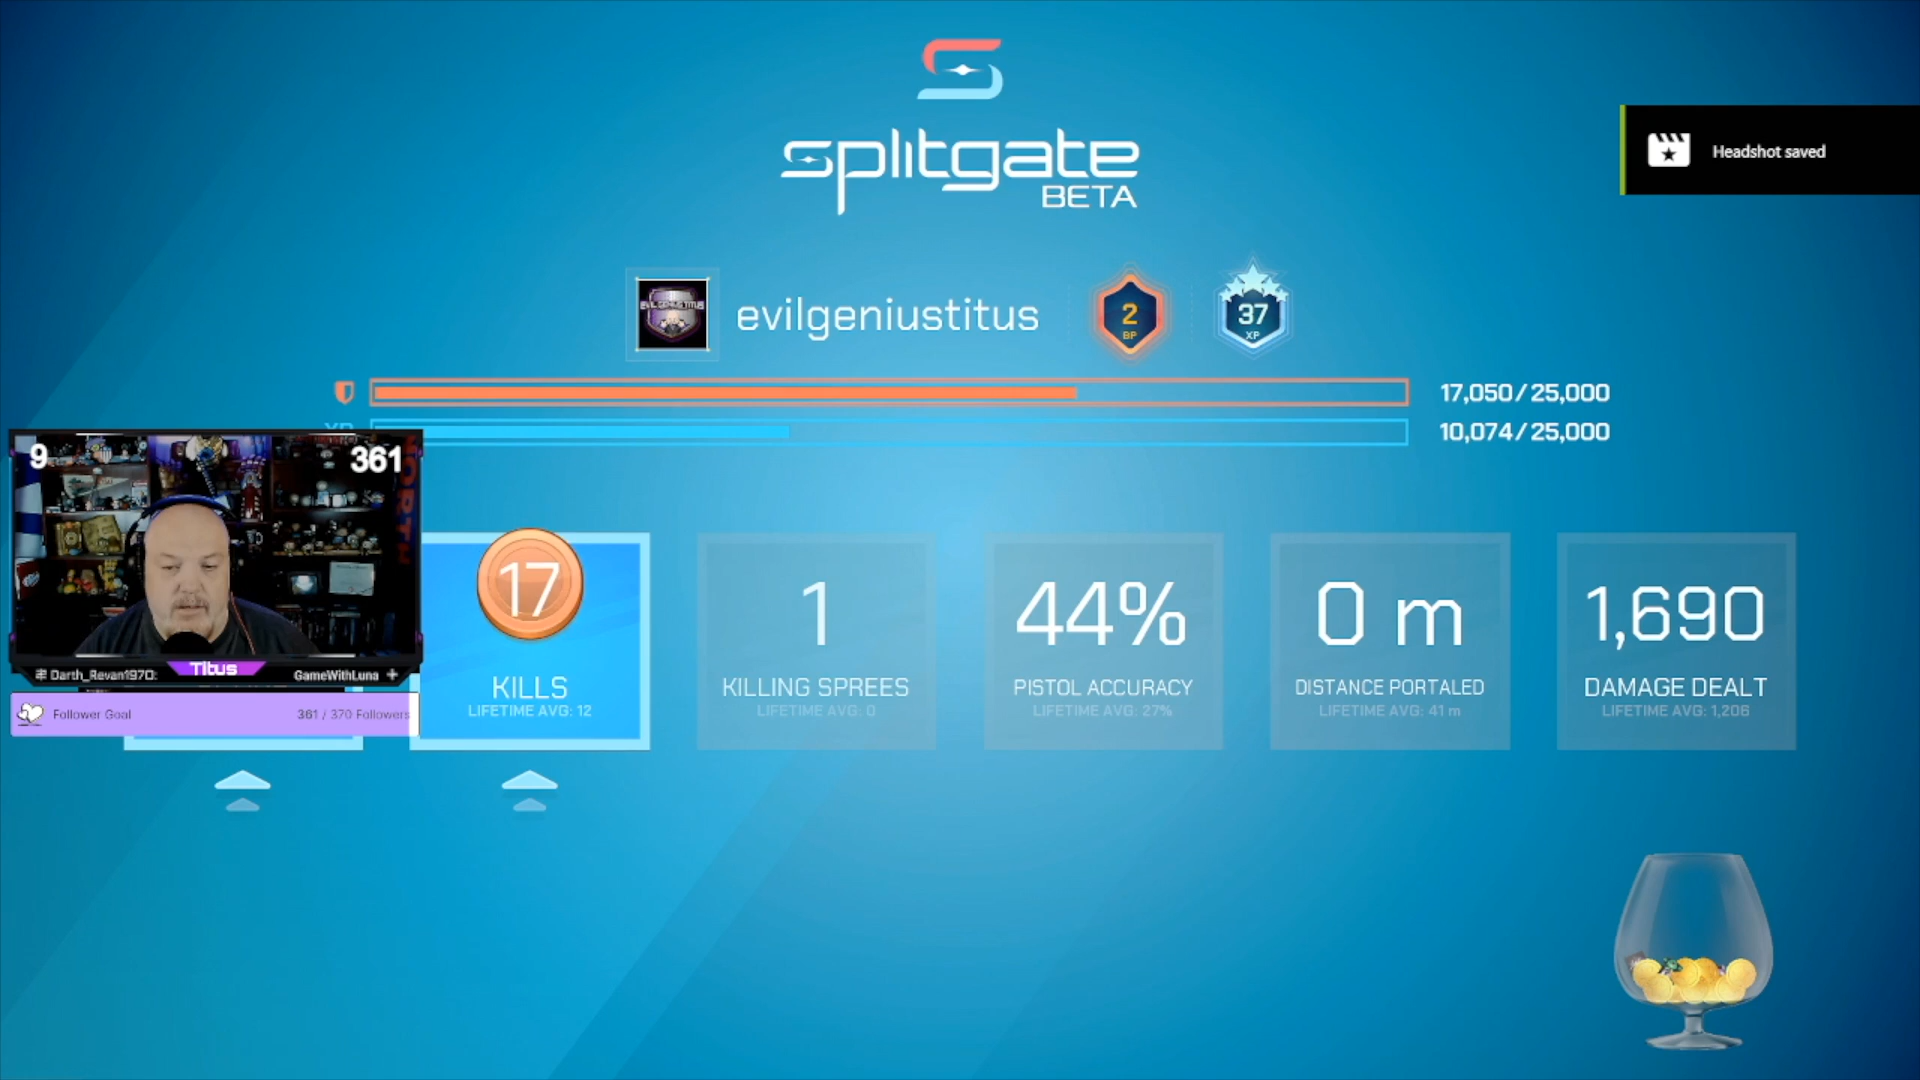 splitgate
BETA
Headshot saved
evilgeniustitus
2
BP
37
XP
17,050/25,000
10,074/25,000
9
361
NORTH
Darth_Revan1970:
Titus
GameWithLuna
Follower Goal
361 / 370 Followers
17
KILLS
LIFETIME AVG: 12
1
KILLING SPREES
LIFETIME AVG: 0
44%
PISTOL ACCURACY
LIFETIME AVG: 27%
0 m
DISTANCE PORTALED
LIFETIME AVG: 41 m
1,690
DAMAGE DEALT
LIFETIME AVG: 1,206